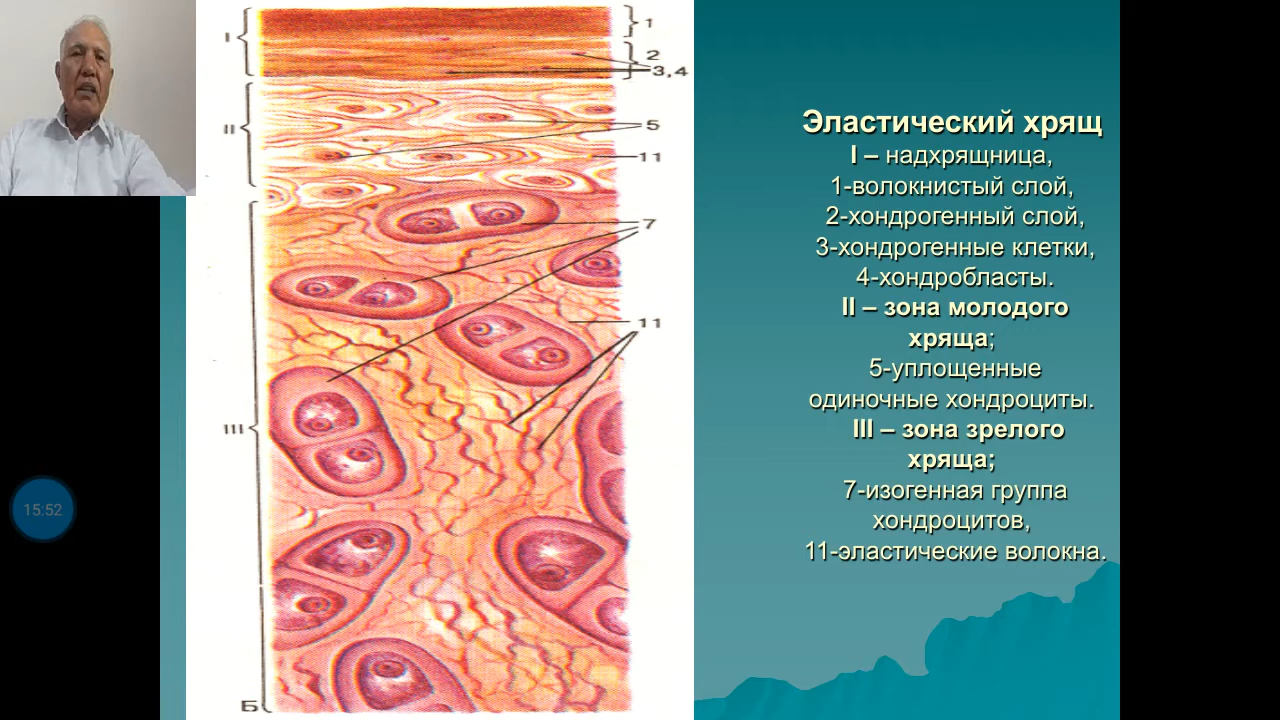 I
1
2
3,4
II
5
11
7
11
III
Б
15:52
Эластический хрящ
I – надхрящница,
1-волокнистый слой,
2-хондрогенный слой,
3-хондрогенные клетки,
4-хондробласты.
II – зона молодого
хряща;
5-уплощенные
одиночные хондроциты.
III – зона зрелого
хряща;
7-изогенная группа
хондроцитов,
11-эластические волокна.